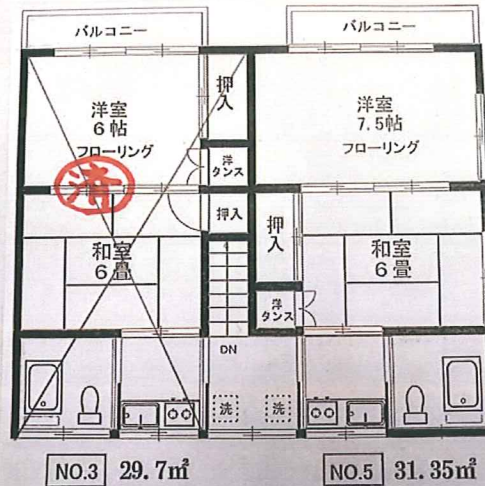 バルコニー
バルコニー
洋室
6帖
フローリング
押入
洋
タンス
洋室
7.5帖
フローリング
済
押入
和室
6畳
押入
洋
タンス
和室
6畳
DN
洗
洗
NO.3 29.7㎡
NO.5 31.35㎡